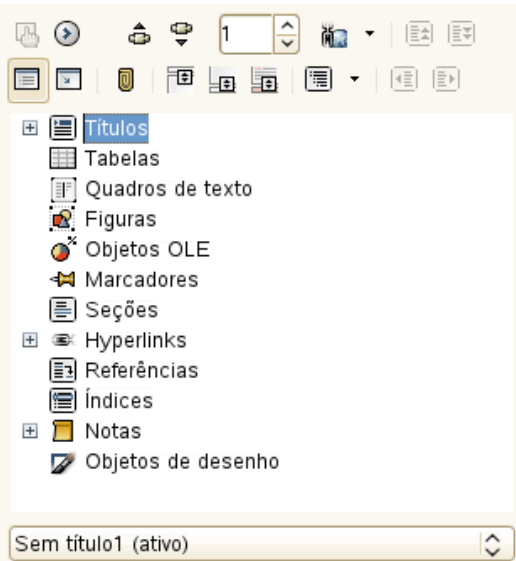 1
Títulos
Tabelas
Quadros de texto
Figuras
Objetos OLE
Marcadores
Seções
Hyperlinks
Referências
Índices
Notas
Objetos de desenho
Sem título1 (ativo)